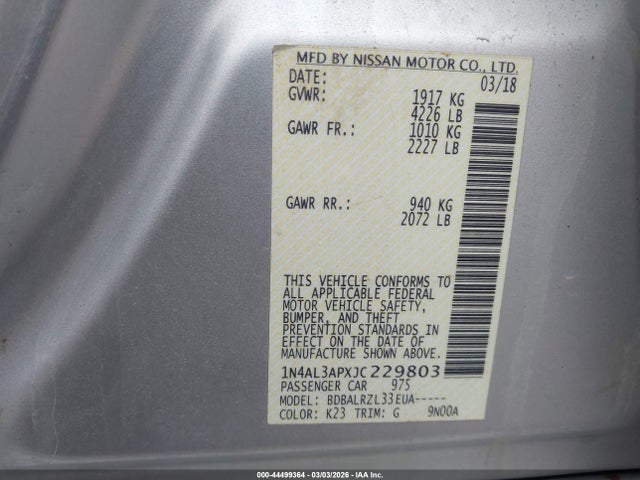 MFD BY NISSAN MOTOR CO., LTD.
DATE: 03/18
GVWR: 1917 KG
4226 LB
GAWR FR.: 1010 KG
2227 LB
GAWR RR.: 940 KG
2072 LB
THIS VEHICLE CONFORMS TO
ALL APPLICABLE FEDERAL
MOTOR VEHICLE SAFETY,
BUMPER, AND THEFT
PREVENTION STANDARDS IN
EFFECT ON THE DATE OF
MANUFACTURE SHOWN ABOVE.
1N4AL3APXJC229803
PASSENGER CAR 975
MODEL: BDBALRZL33EUA-----
COLOR: K23 TRIM: G 9N00A
000-44499364 | 03/03/2026 - IAA Inc.